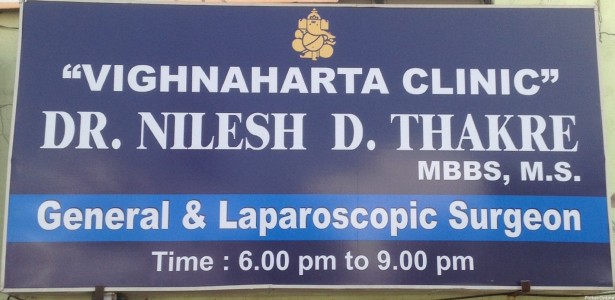 “VIGHNAHARTA CLINIC”
DR. NILESH D. THAKRE
MBBS, M.S.
General & Laparoscopic Surgeon
Time : 6.00 pm to 9.00 pm